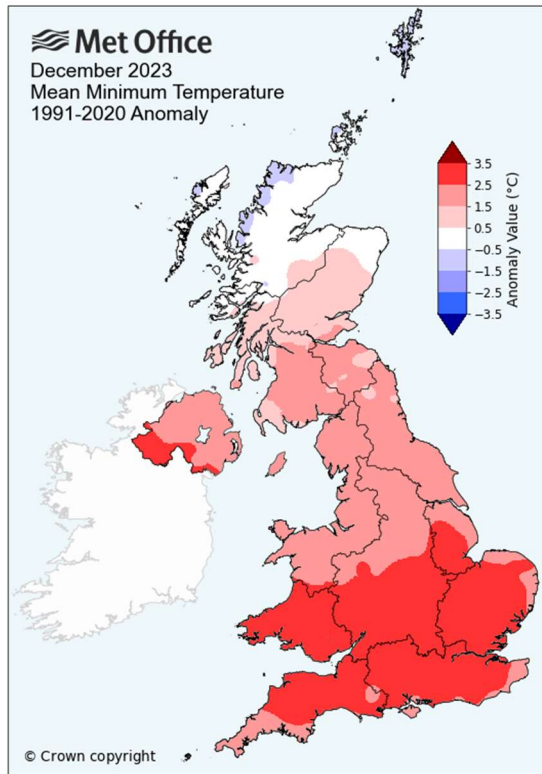 Met Office
December 2023
Mean Minimum Temperature
1991-2020 Anomaly
3.5
2.5
1.5
0.5
−0.5
−1.5
−2.5
−3.5
Anomaly Value (°C)
© Crown copyright